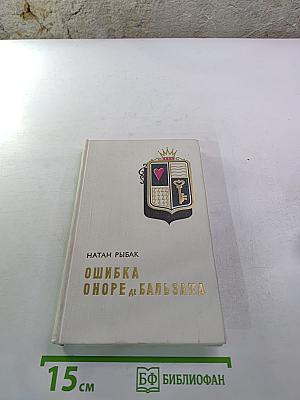 НАТАН РЫБАК
ОШИБКА
ОНОРЕ де БАЛЬЗАКА
15 см
БФ БИБЛИОФАН